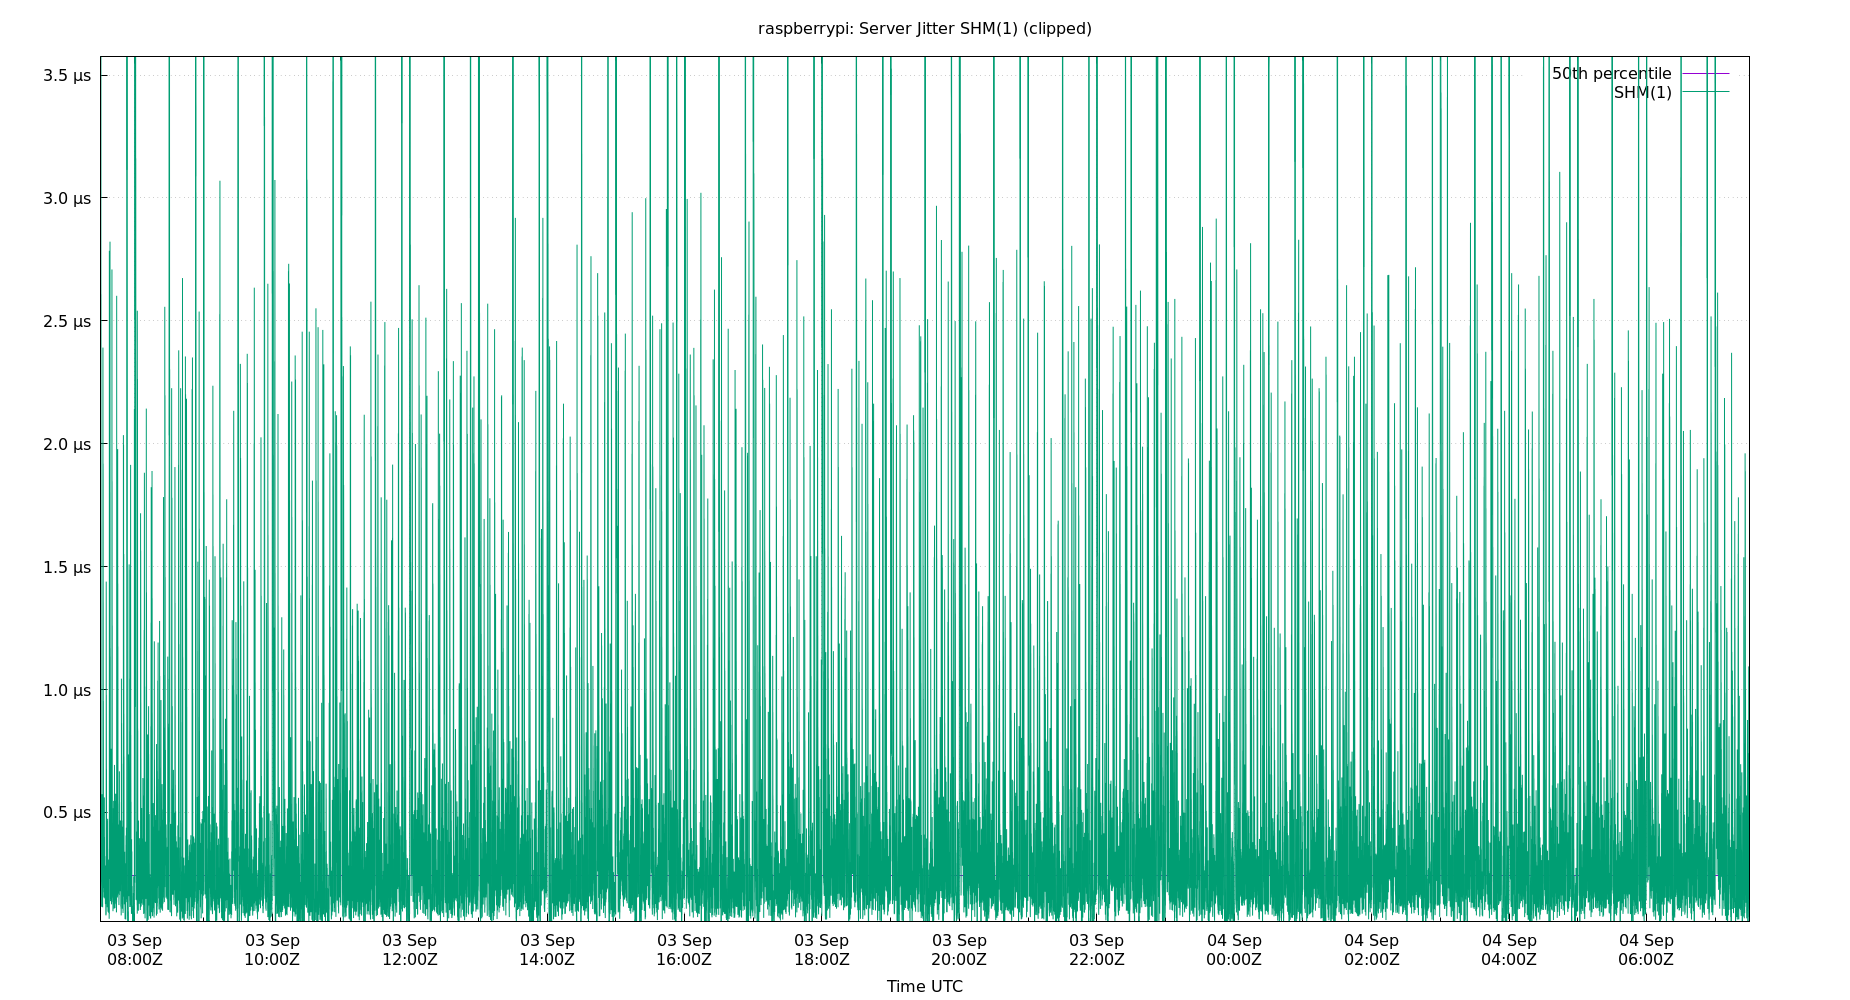 raspberrypi: Server Jitter SHM(1) (clipped)
50th percentile
SHM(1)
3.5 µs
3.0 µs
2.5 µs
2.0 µs
1.5 µs
1.0 µs
0.5 µs
03 Sep 03 Sep 03 Sep 03 Sep 03 Sep 03 Sep 03 Sep 03 Sep 04 Sep 04 Sep 04 Sep 04 Sep
08:00Z 10:00Z 12:00Z 14:00Z 16:00Z 18:00Z 20:00Z 22:00Z 00:00Z 02:00Z 04:00Z 06:00Z
Time UTC